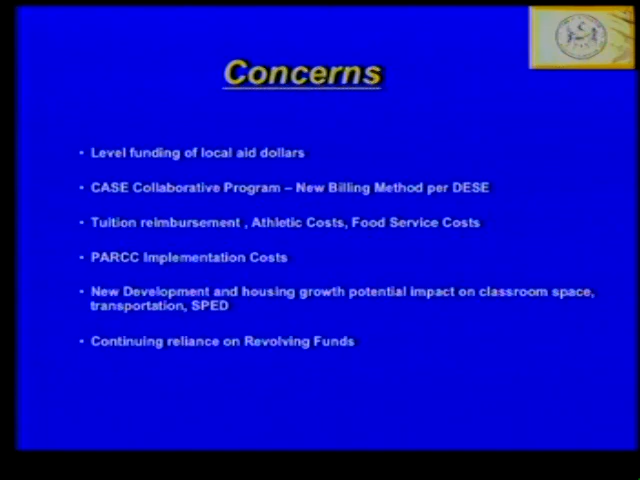 Concerns
• Level funding of local aid dollars
• CASE Collaborative Program – New Billing Method per DESE
• Tuition reimbursement , Athletic Costs, Food Service Costs
• PARCC Implementation Costs
• New Development and housing growth potential impact on classroom space,
transportation, SPED
• Continuing reliance on Revolving Funds